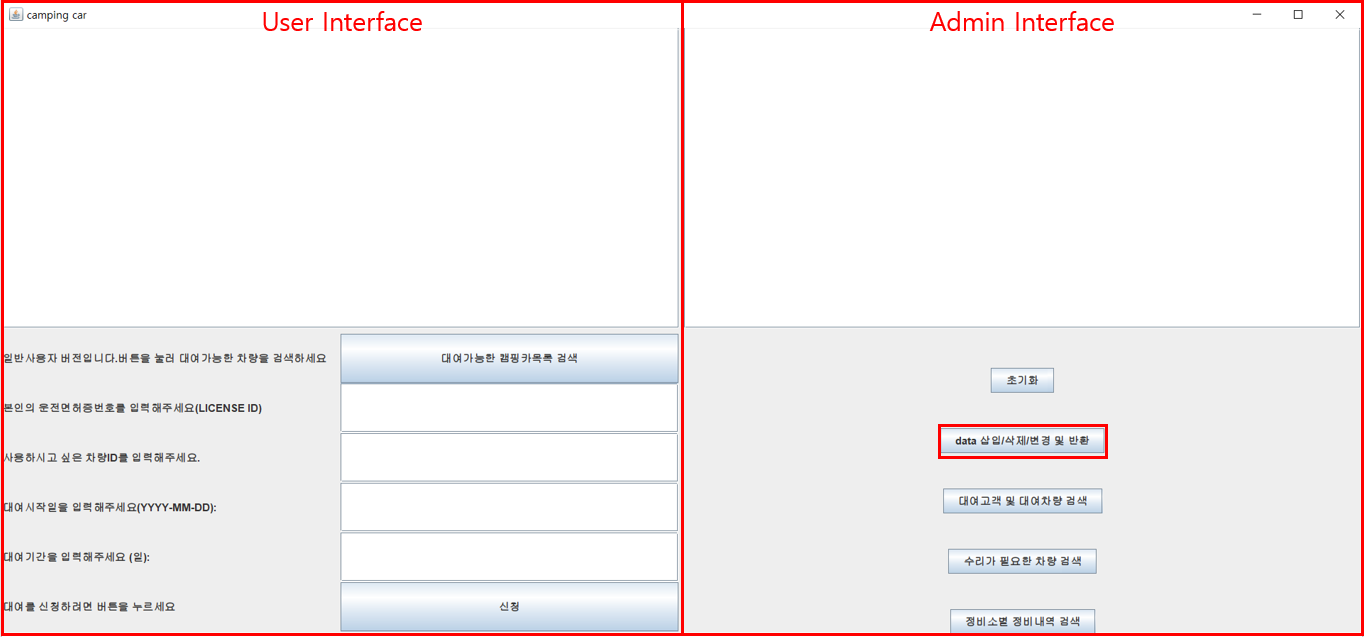 camping car
User Interface
Admin Interface
일반사용자 버전입니다.버튼을 눌러 대여가능한 차량을 검색하세요
대여가능한 캠핑카목록 검색
본인의 운전면허증번호를 입력해주세요(LICENSE ID)
사용하시고 싶은 차량ID를 입력해주세요.
대여시작일을 입력해주세요(YYYY-MM-DD):
대여기간을 입력해주세요 (일):
대여를 신청하려면 버튼을 누르세요
신청
초기화
data 삽입/삭제/변경 및 반환
대여고객 및 대여차량 검색
수리가 필요한 차량 검색
정비소별 정비내역 검색